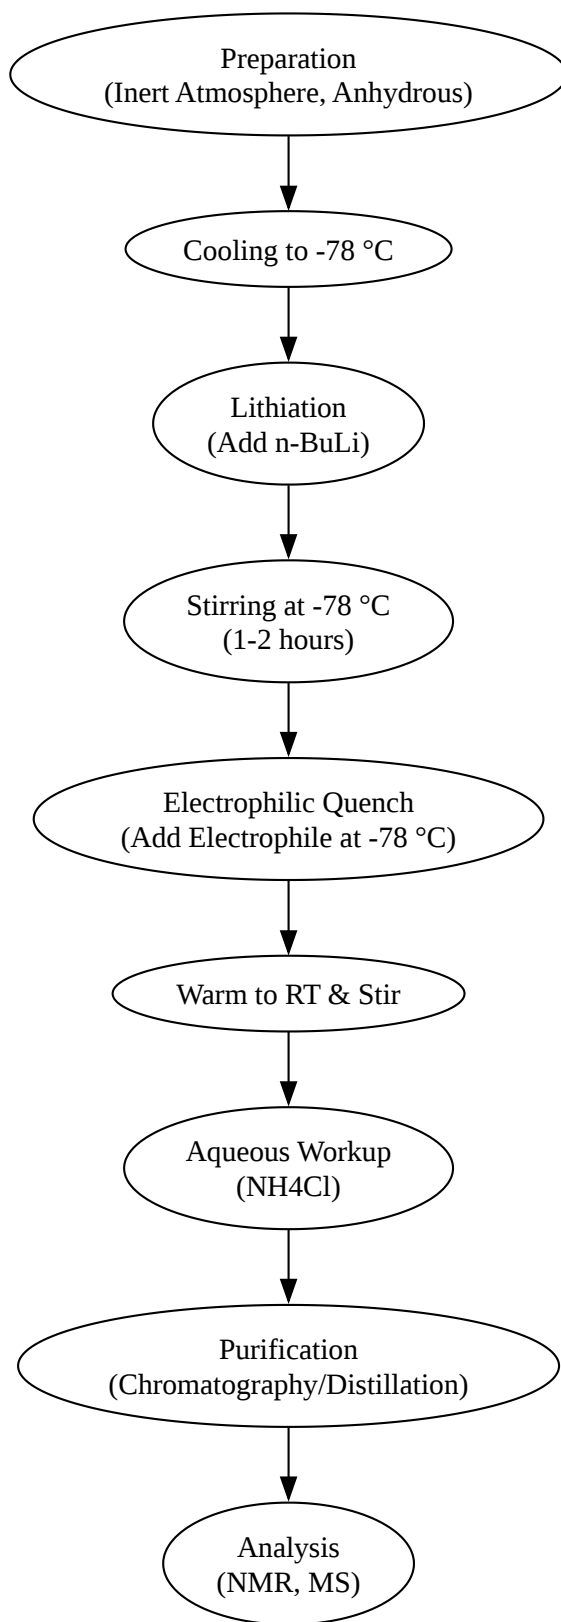 Preparation
(Inert Atmosphere, Anhydrous)
Cooling to -78 °C
Lithiation
(Add n-BuLi)
Stirring at -78 °C
(1-2 hours)
Electrophilic Quench
(Add Electrophile at -78 °C)
Warm to RT & Stir
Aqueous Workup
(NH4Cl)
Purification
(Chromatography/Distillation)
Analysis
(NMR, MS)